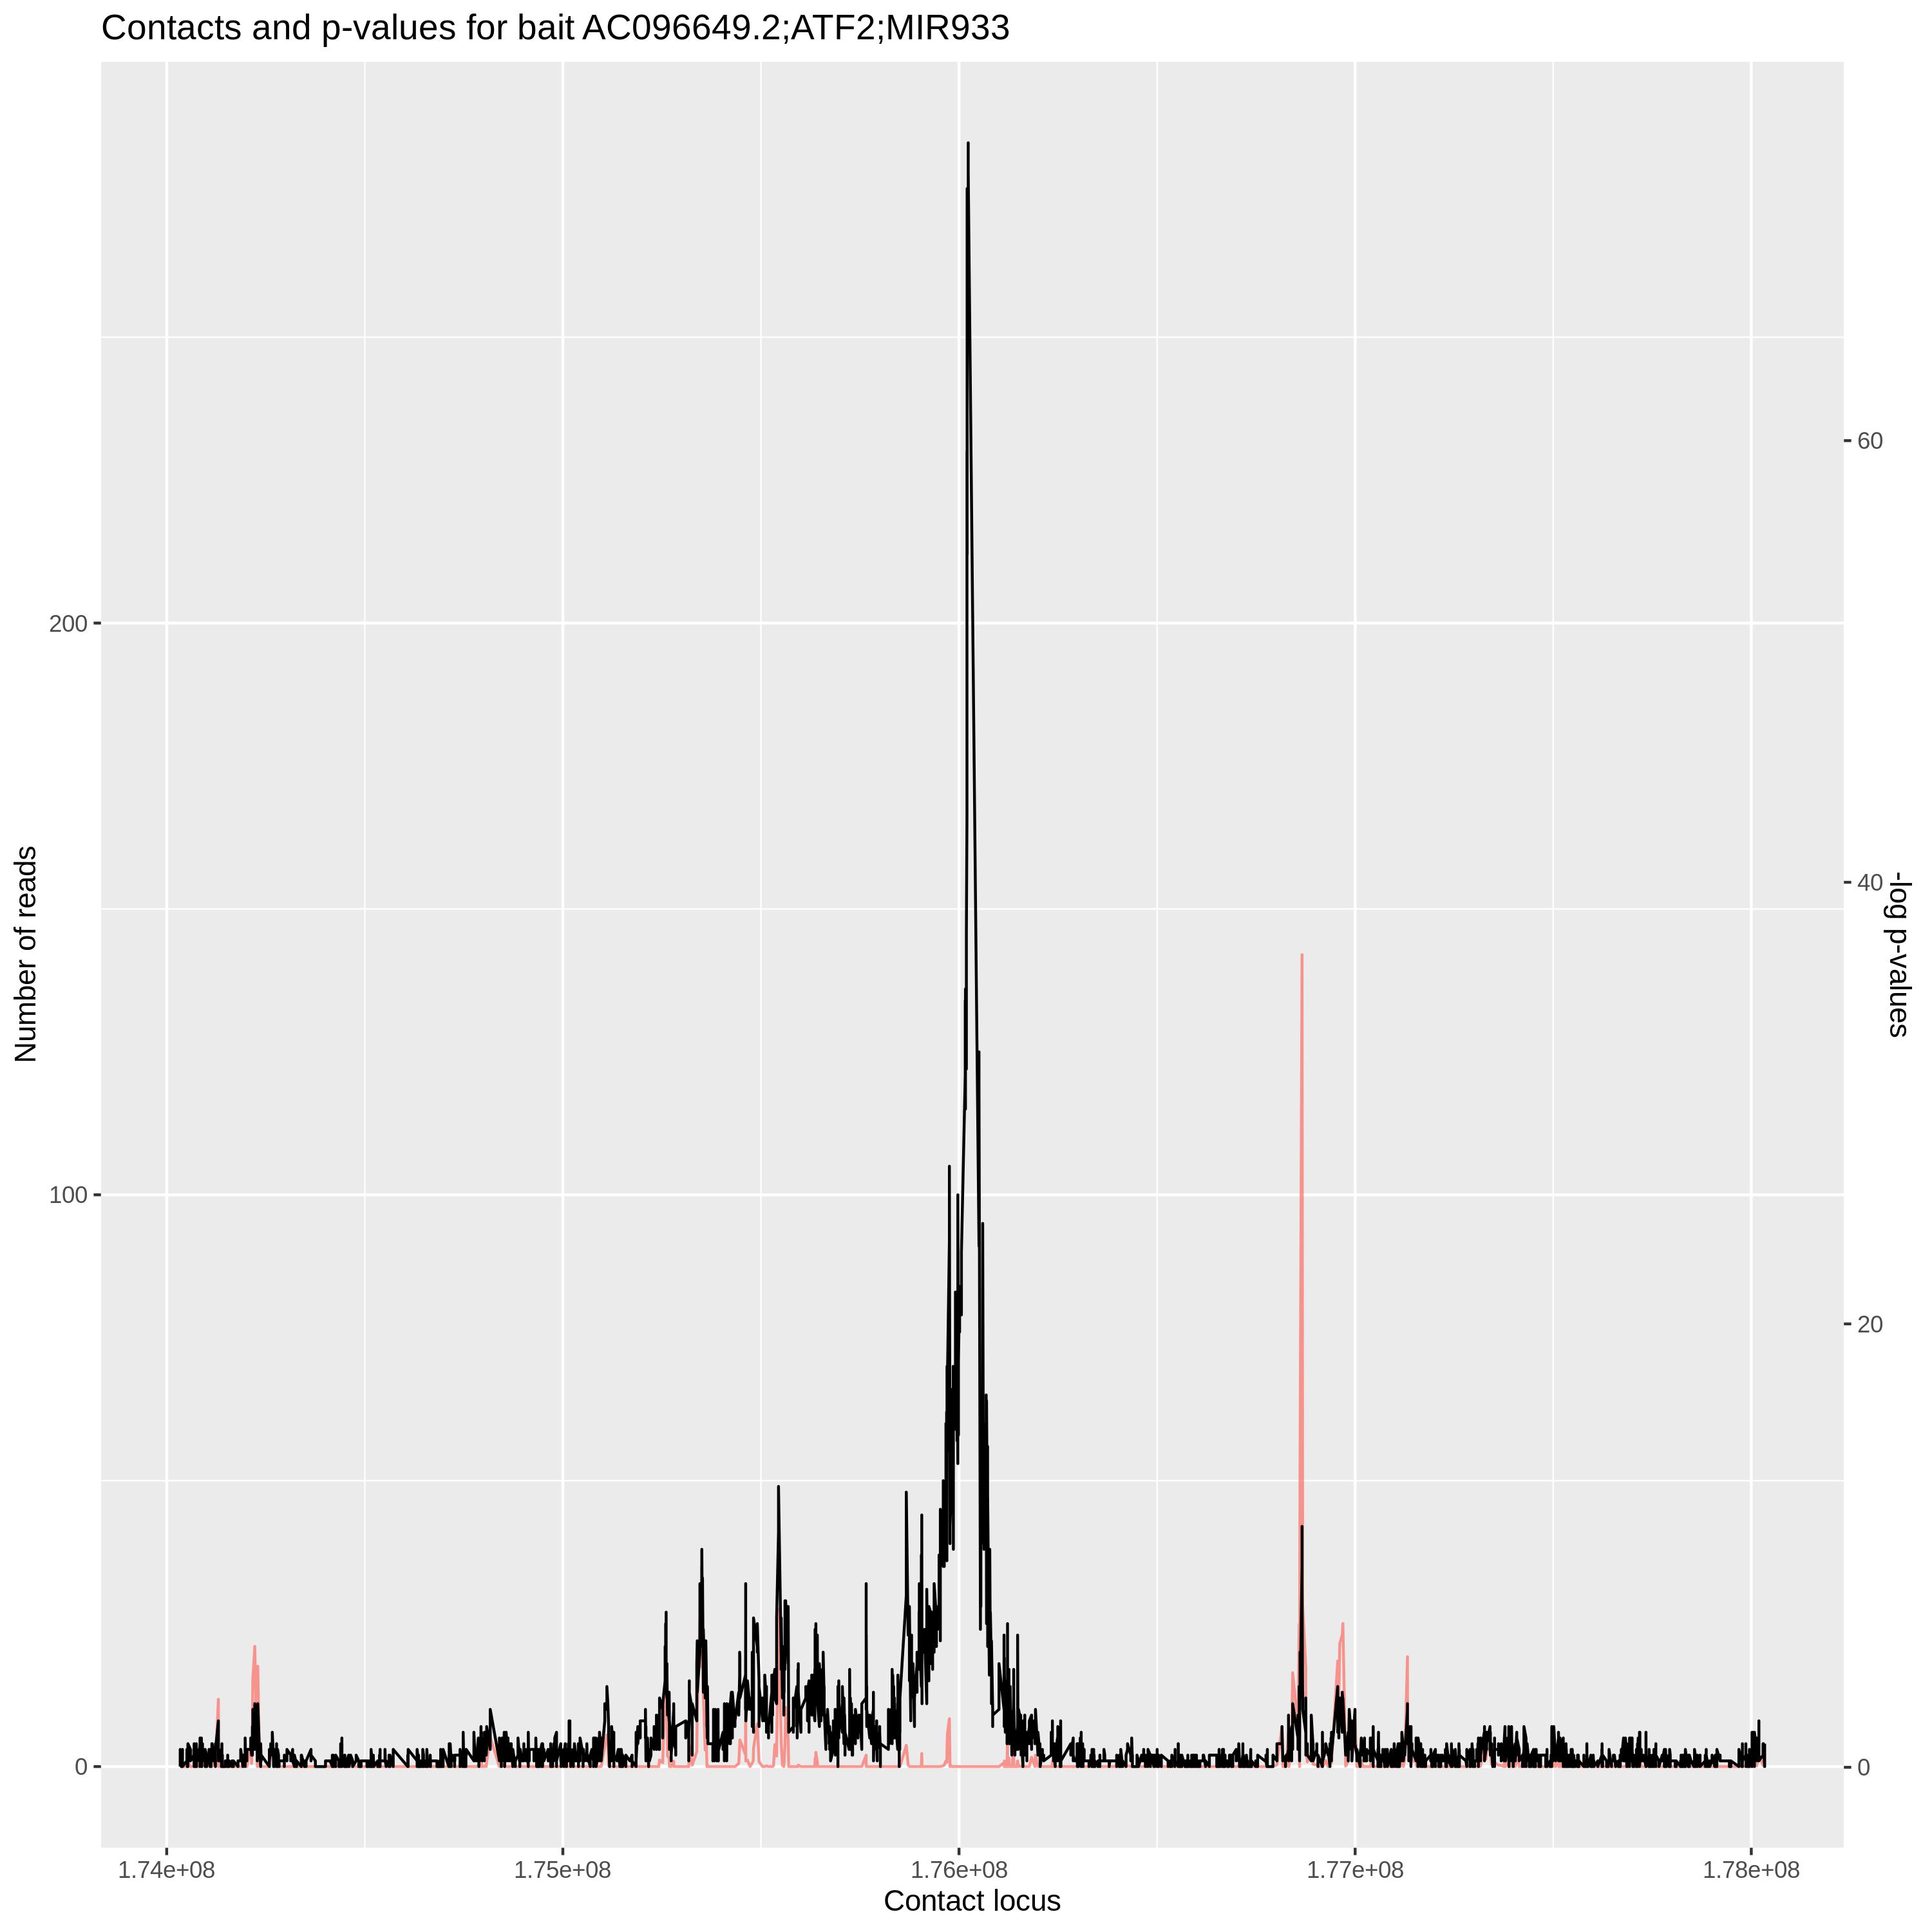 Contacts and p-values for bait AC096649.2;ATF2;MIR933
Number of reads
200
100
0
60
40
20
0
-log p-values
1.74e+08 1.75e+08 1.76e+08 1.77e+08 1.78e+08
Contact locus